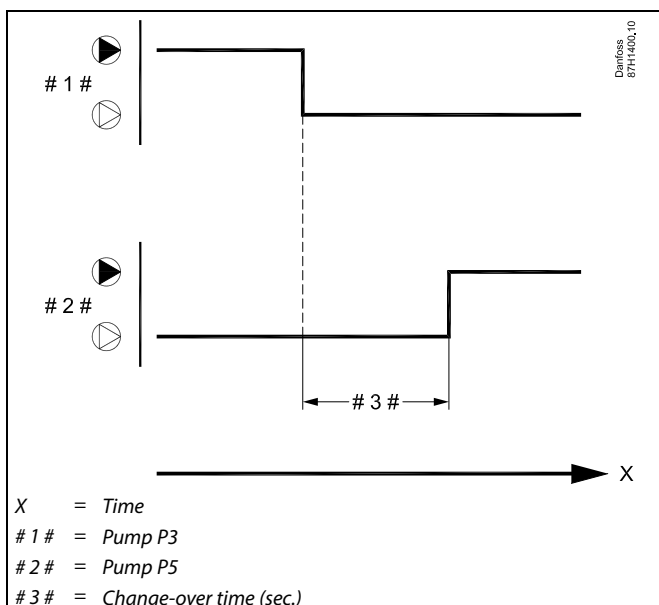 Danfoss
87H1400.10
# 1 #
# 2 #
# 3 #
X
X = Time
# 1 # = Pump P3
# 2 # = Pump P5
# 3 # = Change-over time (sec.)